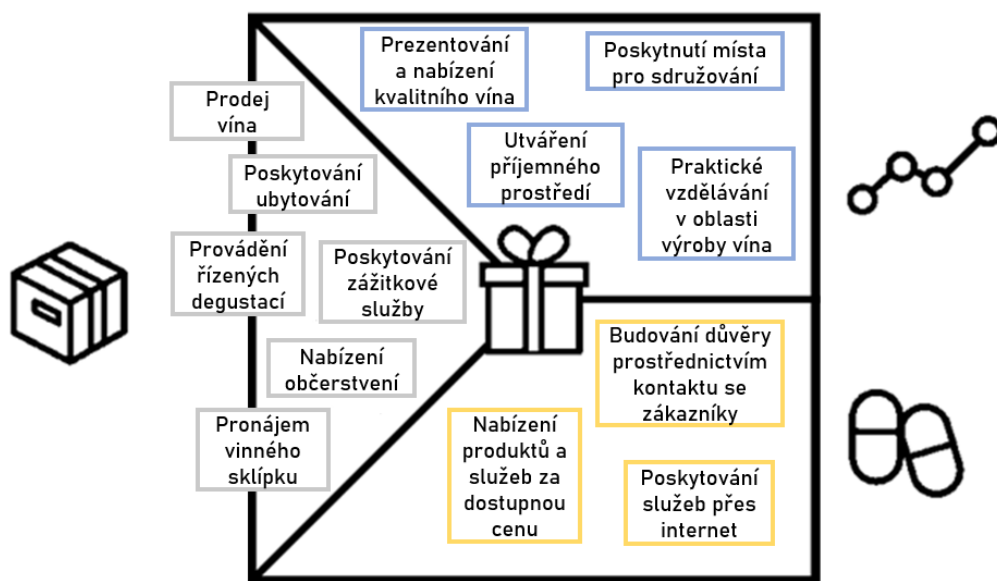 Prodej
vína
Poskytování
ubytování
Provádění
řízených
degustací
Poskytování
zážitkové
služby
Nabízení
občerstvení
Pronájem
vinného
sklípku
Prezentování
a nabízení
kvalitního vína
Poskytnutí místa
pro sdružování
Utváření
příjemného
prostředí
Praktické
vzdělávání
v oblasti
výroby vína
Budování důvěry
prostřednictvím
kontaktu se
zákazníky
Nabízení
produktů a
služeb za
dostupnou
cenu
Poskytování
služeb přes
internet